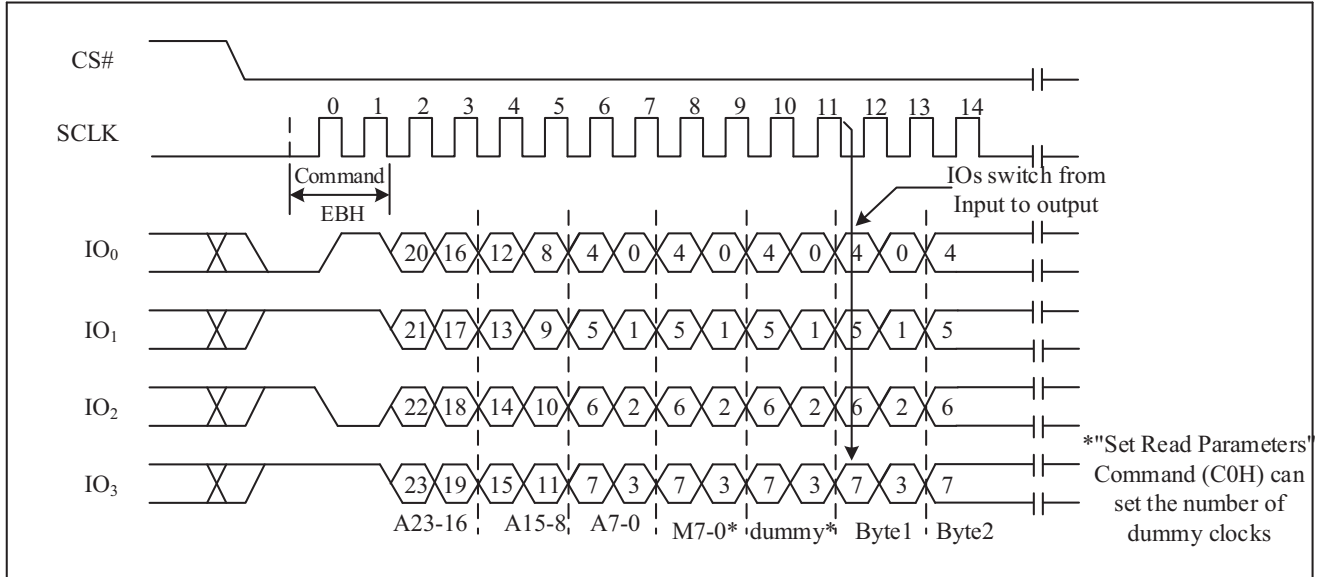 CS#
0 1 2 3 4 5 6 7 8 9 10 11 12 13 14
SCLK
Command
EBH
IOs switch from
Input to output
IO0 20 16 12 8 4 0 4 0 4 0 4 0 4
IO1 21 17 13 9 5 1 5 1 5 1 5 1 5
IO2 22 18 14 10 6 2 6 2 6 2 6 2 6
IO3 23 19 15 11 7 3 7 3 7 3 7 3 7
A23-16 A15-8 A7-0 M7-0* dummy* Byte1 Byte2
*"Set Read Parameters"
Command (C0H) can
set the number of
dummy clocks